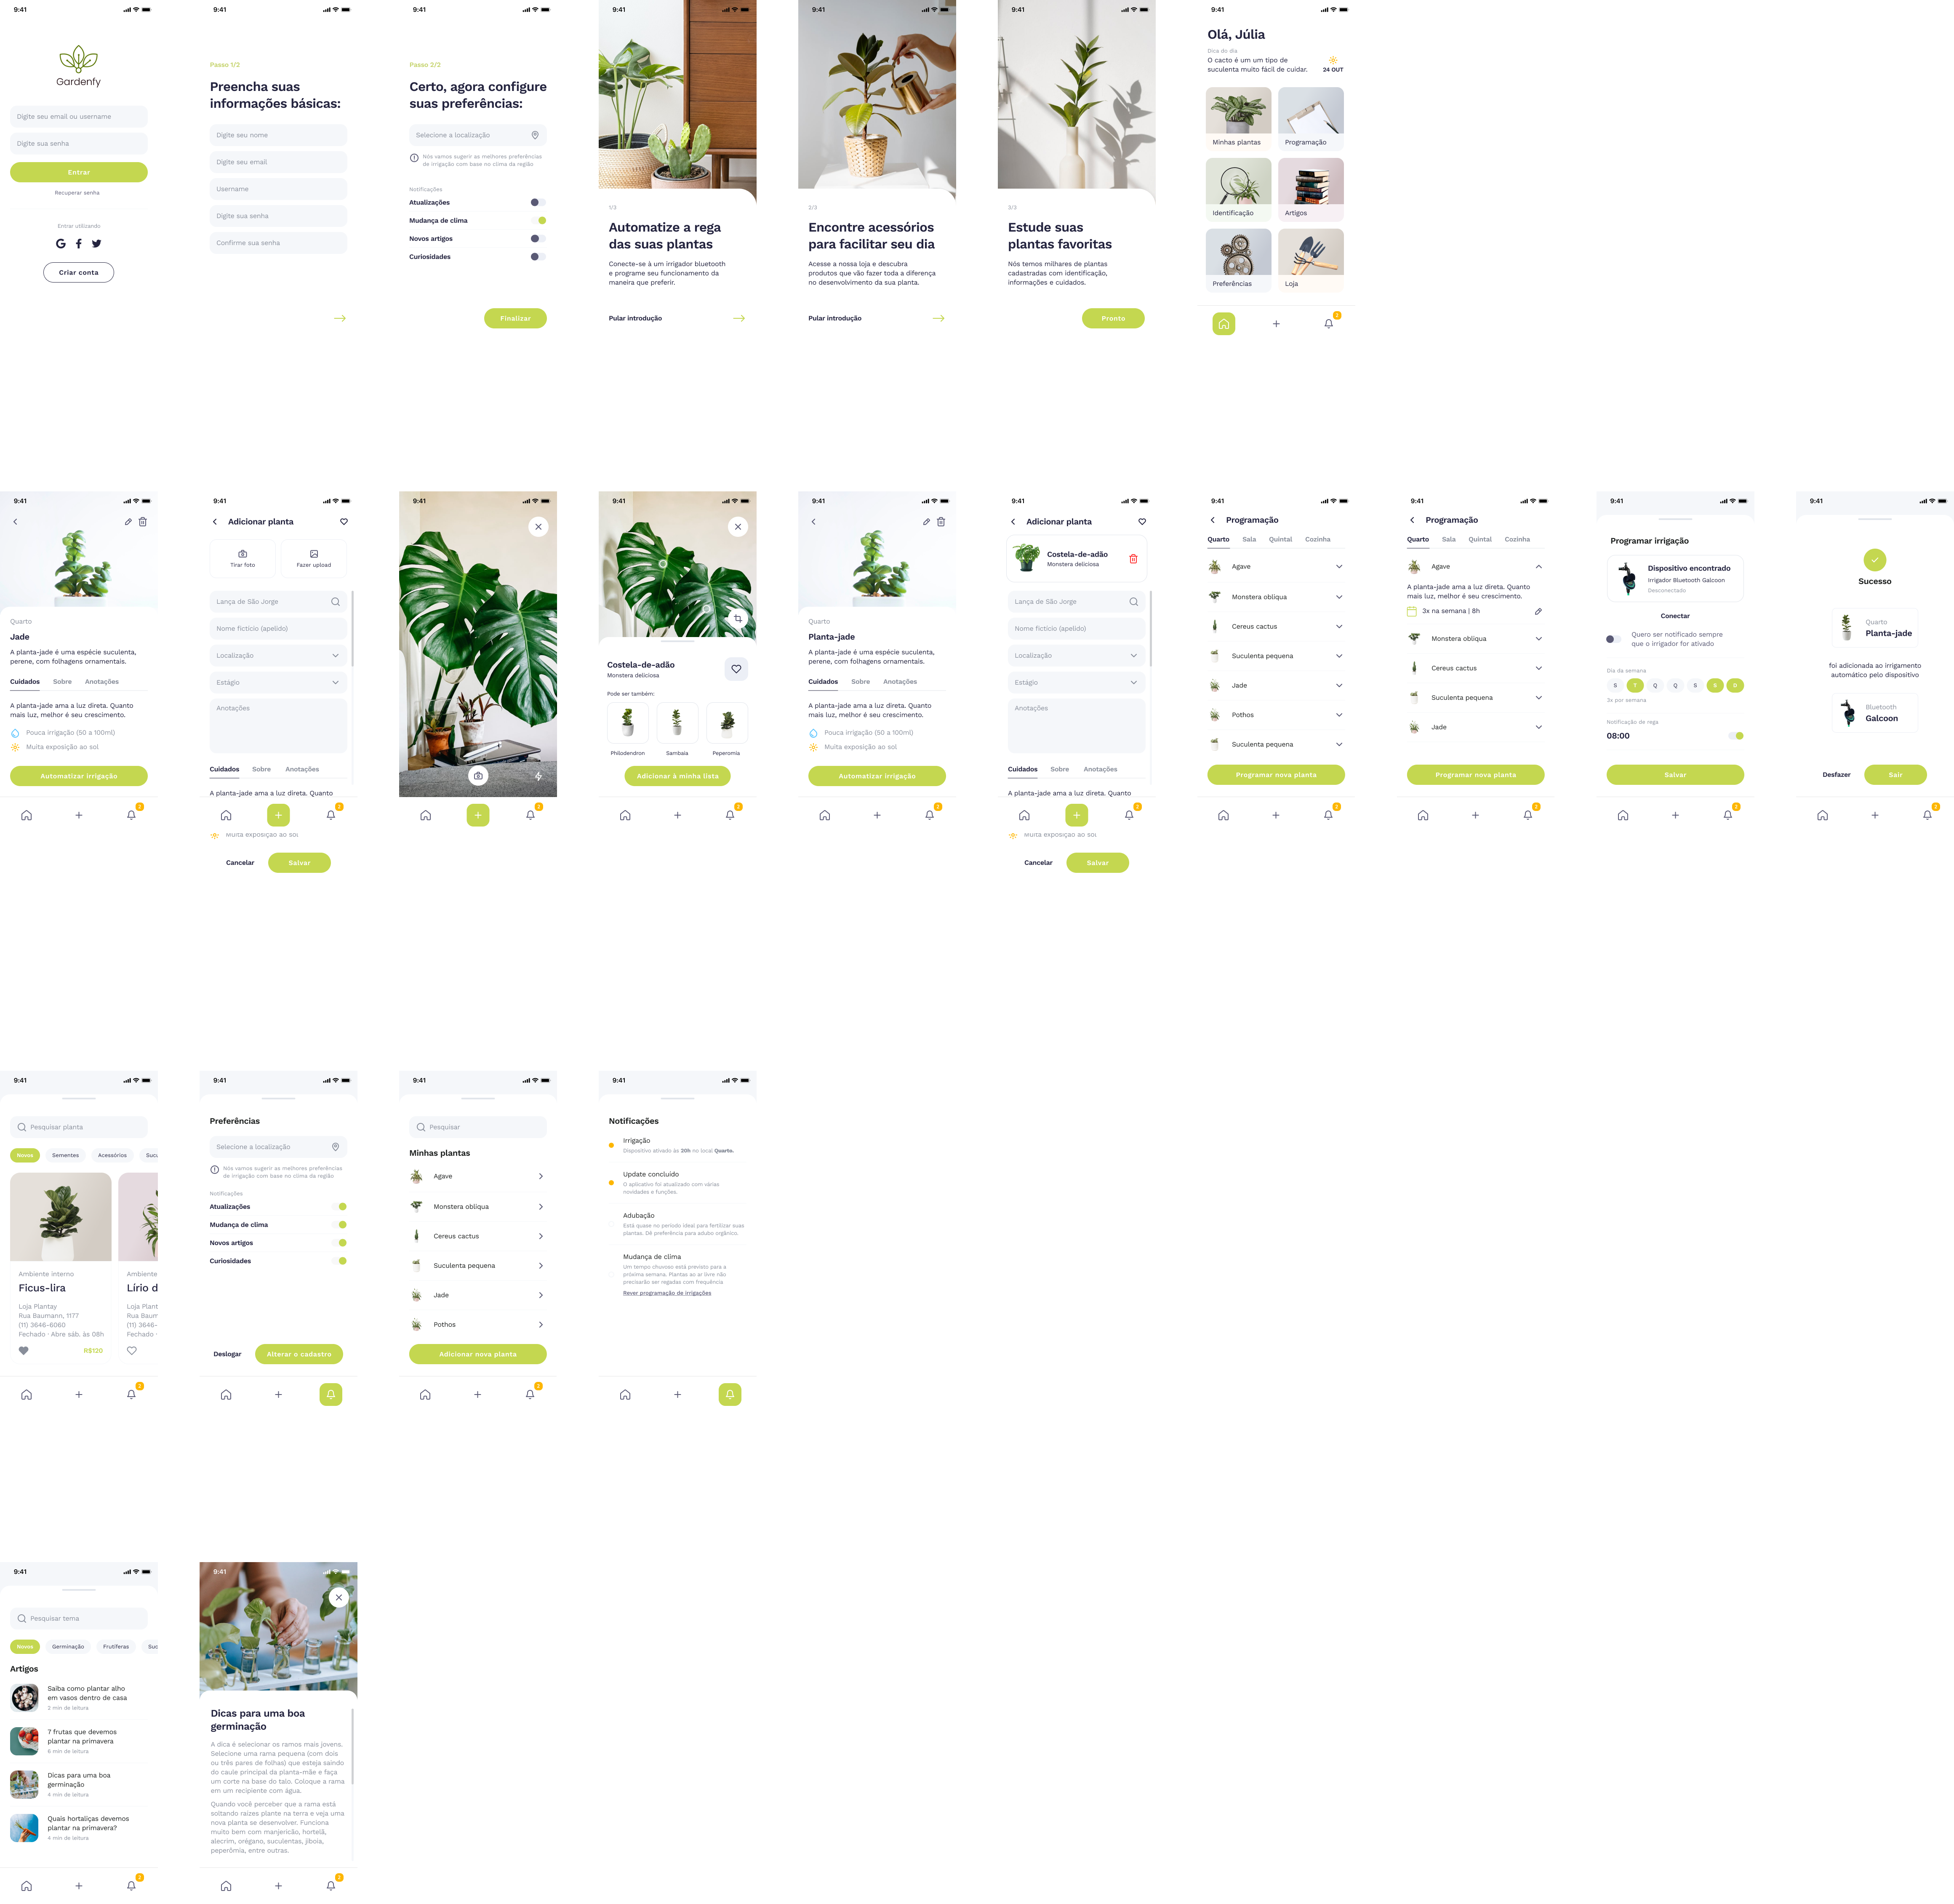 9:41
Gardenfy
Digite seu email ou username
Digite sua senha
Entrar
Recuperar senha
Entrar utilizando
Criar conta
9:41
Passo 1/2
Preencha suas
informações básicas:
Digite seu nome
Digite seu email
Username
Digite sua senha
Confirme sua senha
9:41
Passo 2/2
Certo, agora configure
suas preferências:
Selecione a localização
Nós vamos sugerir as melhores preferências
de irrigação com base no clima da região
Notificações
Atualizações
Mudança de clima
Novos artigos
Curiosidades
Finalizar
9:41
1/3
Automatize a rega
das suas plantas
Conecte-se à um irrigador bluetooth
e programe seu funcionamento da
maneira que preferir.
Pular introdução
9:41
2/3
Encontre acessórios
para facilitar seu dia
Acesse a nossa loja e descubra
produtos que vão fazer toda a diferença
no desenvolvimento da sua planta.
Pular introdução
9:41
3/3
Estude suas
plantas favoritas
Nós temos milhares de plantas
cadastradas com identificação,
informações e cuidados.
Pronto
9:41
Olá, Júlia
Dica do dia
O cacto é um um tipo de
suculenta muito fácil de cuidar.
24 OUT
Minhas plantas
Programação
Identificação
Artigos
Preferências
Loja
2
9:41
Quarto
Jade
A planta-jade é uma espécie suculenta,
perene, com folhagens ornamentais.
Cuidados Sobre Anotações
A planta-jade ama a luz direta. Quanto
mais luz, melhor é seu crescimento.
Pouca irrigação (50 a 100ml)
Muita exposição ao sol
Automatizar irrigação
2
9:41
Adicionar planta
Tirar foto
Fazer upload
Lança de São Jorge
Nome fictício (apelido)
Localização
Estágio
Anotações
Cuidados Sobre Anotações
A planta-jade ama a luz direta. Quanto
2
Muita exposição ao sol
Cancelar
Salvar
9:41
2
9:41
Costela-de-adão
Monstera deliciosa
Pode ser também:
Philodendron
Sambaia
Peperomia
Adicionar à minha lista
2
9:41
Quarto
Planta-jade
A planta-jade é uma espécie suculenta,
perene, com folhagens ornamentais.
Cuidados Sobre Anotações
A planta-jade ama a luz direta. Quanto
mais luz, melhor é seu crescimento.
Pouca irrigação (50 a 100ml)
Muita exposição ao sol
Automatizar irrigação
2
9:41
Adicionar planta
Costela-de-adão
Monstera deliciosa
Lança de São Jorge
Nome fictício (apelido)
Localização
Estágio
Anotações
Cuidados Sobre Anotações
A planta-jade ama a luz direta. Quanto
2
Muita exposição ao sol
Cancelar
Salvar
9:41
Programação
Quarto Sala Quintal Cozinha
Agave
Monstera obliqua
Cereus cactus
Suculenta pequena
Jade
Pothos
Suculenta pequena
Programar nova planta
2
9:41
Programação
Quarto Sala Quintal Cozinha
Agave
A planta-jade ama a luz direta. Quanto
mais luz, melhor é seu crescimento.
3x na semana | 8h
Monstera obliqua
Cereus cactus
Suculenta pequena
Jade
Programar nova planta
2
9:41
Programar irrigação
Dispositivo encontrado
Irrigador Bluetooth Galcoon
Desconectado
Conectar
Quero ser notificado sempre
que o irrigador for ativado
Dia da semana
S T Q Q S S D
3x por semana
Notificação de rega
08:00
Salvar
2
9:41
Sucesso
Quarto
Planta-jade
foi adicionada ao irrigamento
automático pelo dispositivo
Bluetooth
Galcoon
Desfazer
Sair
2
9:41
Pesquisar planta
Novos Sementes Acessórios Sucu
Ambiente interno
Ficus-lira
Loja Plantay
Rua Baumann, 1177
(11) 3646-6060
Fechado · Abre sáb. às 08h
R$120
Ambiente
Lírio d
Loja Plant
Rua Baum
(11) 3646-
Fechado ·
2
9:41
Preferências
Selecione a localização
Nós vamos sugerir as melhores preferências
de irrigação com base no clima da região
Notificações
Atualizações
Mudança de clima
Novos artigos
Curiosidades
Deslogar
Alterar o cadastro
9:41
Pesquisar
Minhas plantas
Agave
Monstera obliqua
Cereus cactus
Suculenta pequena
Jade
Pothos
Adicionar nova planta
2
9:41
Notificações
Irrigação
Dispositivo ativado às 20h no local Quarto.
Update concluído
O aplicativo foi atualizado com várias
novidades e funções.
Adubação
Está quase no período ideal para fertilizar suas
plantas. Dê preferência para adubo orgânico.
Mudança de clima
Um tempo chuvoso está previsto para a
próxima semana. Plantas ao ar livre não
precisarão ser regadas com frequência
Rever programação de irrigações
9:41
Pesquisar tema
Novos Germinação Frutíferas Suc
Artigos
Saiba como plantar alho
em vasos dentro de casa
2 min de leitura
7 frutas que devemos
plantar na primavera
6 min de leitura
Dicas para uma boa
germinação
4 min de leitura
Quais hortaliças devemos
plantar na primavera?
4 min de leitura
2
9:41
Dicas para uma boa
germinação
A dica é selecionar os ramos mais jovens.
Selecione uma rama pequena (com dois
ou três pares de folhas) que esteja saindo
do caule principal da planta-mãe e faça
um corte na base do talo. Coloque a rama
em um recipiente com água.
Quando você perceber que a rama está
soltando raízes plante na terra e veja uma
nova planta se desenvolver. Funciona
muito bem com manjericão, hortelã,
alecrim, orégano, suculentas, jiboia,
peperômia, entre outras.
2